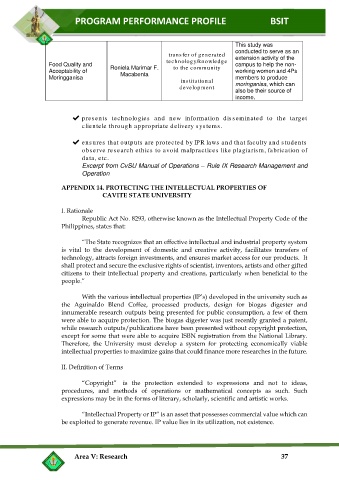 PROGRAM PERFORMANCE PROFILE BSIT
Food Quality and
Acceptability of
Moringganisa
Roniela Marimar F.
Macabenta
transfer of generated
technology/knowledge
to the community
institutional
development
This study was
conducted to serve as an
extension activity of the
campus to help the non-
working women and 4Ps
members to produce
moringanisa, which can
also be their source of
income.
✔ presents technologies and new information disseminated to the target
clientele through appropriate delivery systems.
✔ ensures that outputs are protected by IPR laws and that faculty and students
observe research ethics to avoid malpractices like plagiarism, fabrication of
data, etc.
Excerpt from CvSU Manual of Operations – Rule IX Research Management and
Operation
APPENDIX 14. PROTECTING THE INTELLECTUAL PROPERTIES OF
CAVITE STATE UNIVERSITY
I. Rationale
Republic Act No. 8293, otherwise known as the Intellectual Property Code of the
Philippines, states that:
“The State recognizes that an effective intellectual and industrial property system
is vital to the development of domestic and creative activity, facilitates transfers of
technology, attracts foreign investments, and ensures market access for our products. It
shall protect and secure the exclusive rights of scientist, inventors, artists and other gifted
citizens to their intellectual property and creations, particularly when beneficial to the
people.”
With the various intellectual properties (IP’s) developed in the university such as
the Aguinaldo Blend Coffee, processed products, design for biogas digester and
innumerable research outputs being presented for public consumption, a few of them
were able to acquire protection. The biogas digester was just recently granted a patent,
while research outputs/publications have been presented without copyright protection,
except for some that were able to acquire ISBN registration from the National Library.
Therefore, the University must develop a system for protecting economically viable
intellectual properties to maximize gains that could finance more researches in the future.
II. Definition of Terms
“Copyright” is the protection extended to expressions and not to ideas,
procedures, and methods of operations or mathematical concepts as such. Such
expressions may be in the forms of literary, scholarly, scientific and artistic works.
“Intellectual Property or IP” is an asset that possesses commercial value which can
be exploited to generate revenue. IP value lies in its utilization, not existence.
Area V: Research 37